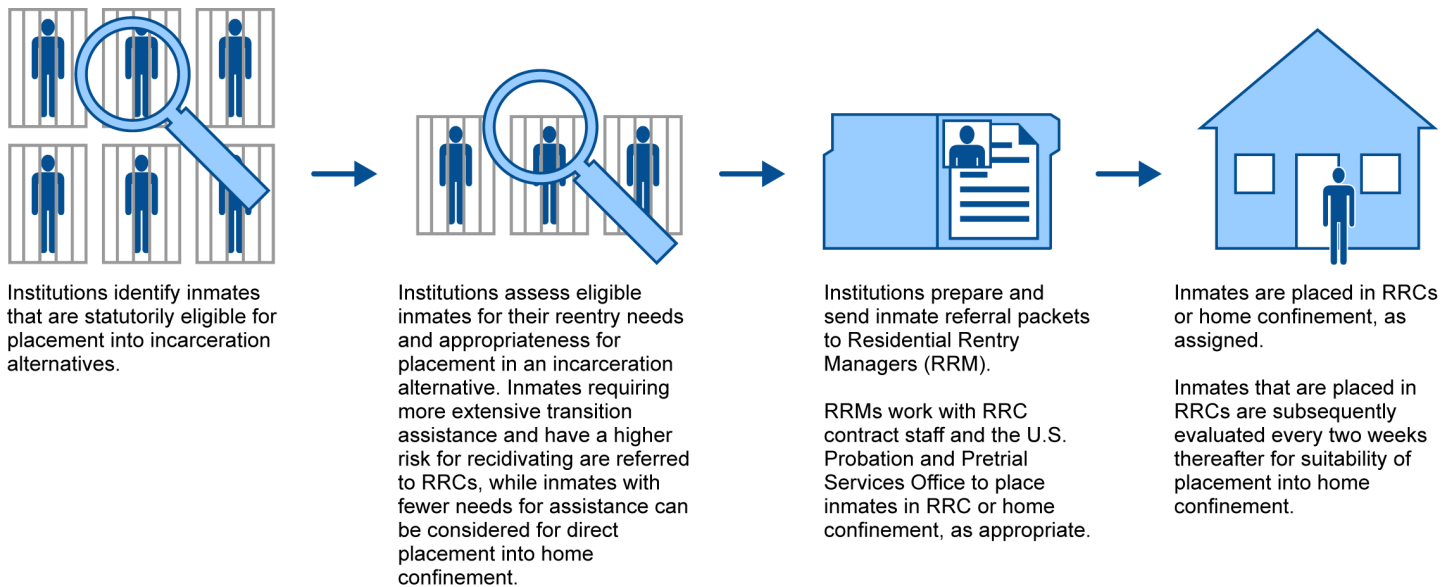 Institutions identify inmates
that are statutorily eligible for
placement into incarceration
alternatives.
Institutions assess eligible
inmates for their reentry needs
and appropriateness for
placement in an incarceration
alternative. Inmates requiring
more extensive transition
assistance and have a higher
risk for recidivating are referred
to RRCs, while inmates with
fewer needs for assistance can
be considered for direct
placement into home
confinement.
Institutions prepare and
send inmate referral packets
to Residential Rentry
Managers (RRM).
RRMs work with RRC
contract staff and the U.S.
Probation and Pretrial
Services Office to place
inmates in RRC or home
confinement, as appropriate.
Inmates are placed in RRCs
or home confinement, as
assigned.
Inmates that are placed in
RRCs are subsequently
evaluated every two weeks
thereafter for suitability of
placement into home
confinement.